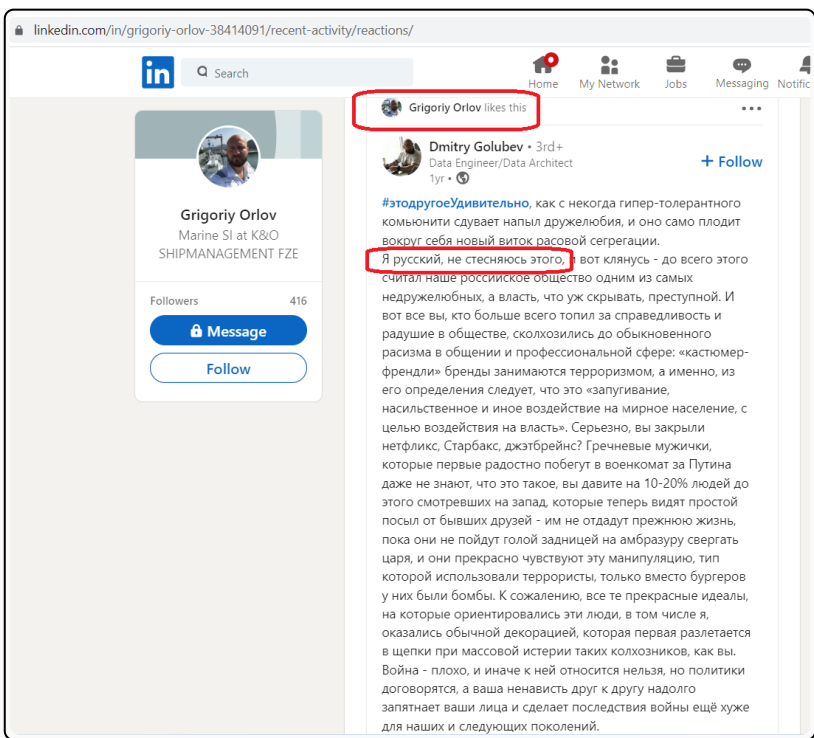 linkedin.com/in/grigoriy-orlov-38414091/recent-activity/reactions/
in
Search
Home
My Network
Jobs
Messaging
Grigoriy Orlov
Marine SI at K&O
SHIPMANAGEMENT FZE
Followers 416
Message
Follow
Grigoriy Orlov likes this
Dmitry Golubev • 3rd+
Data Engineer/Data Architect
1yr •
+ Follow
#этодругоеУдивительно, как с некогда гипер-толерантного
комьюнити сдувает напыл дружелюбия, и оно само плодит
вокруг себя новый виток расовой сегрегации.
Я русский, не стесняюсь этого, и вот клянусь - до всего этого
считал наше российское общество одним из самых
недружелюбных, а власть, что уж скрывать, преступной. И
вот все вы, кто больше всего топил за справедливость и
радушие в обществе, сколхозились до обыкновенного
расизма в общении и профессиональной сфере: «кастюмер-
френдли» бренды занимаются терроризмом, а именно, из
его определения следует, что это «запугивание,
насильственное и иное воздействие на мирное население, с
целью воздействия на власть». Серьезно, вы закрыли
нетфликс, Старбакс, джэтбрейнс? Гречневые мужички,
которые первые радостно побегут в военкомат за Путина
даже не знают, что это такое, вы давите на 10-20% людей до
этого смотревших на запад, которые теперь видят простой
посыл от бывших друзей - им не отдадут прежнюю жизнь,
пока они не пойдут голой задницей на амбразуру свергать
царя, и они прекрасно чувствуют эту манипуляцию, тип
которой использовали террористы, только вместо бургеров
у них были бомбы. К сожалению, все те прекрасные идеалы,
на которые ориентировались эти люди, в том числе я,
оказались обычной декорацией, которая первая разлетается
в щепки при массовой истерии таких колхозников, как вы.
Война - плохо, и иначе к ней относится нельзя, но политики
договорятся, а ваша ненависть друг к другу надолго
запятнает ваши лица и сделает последствия войны ещё хуже
для наших и следующих поколений.